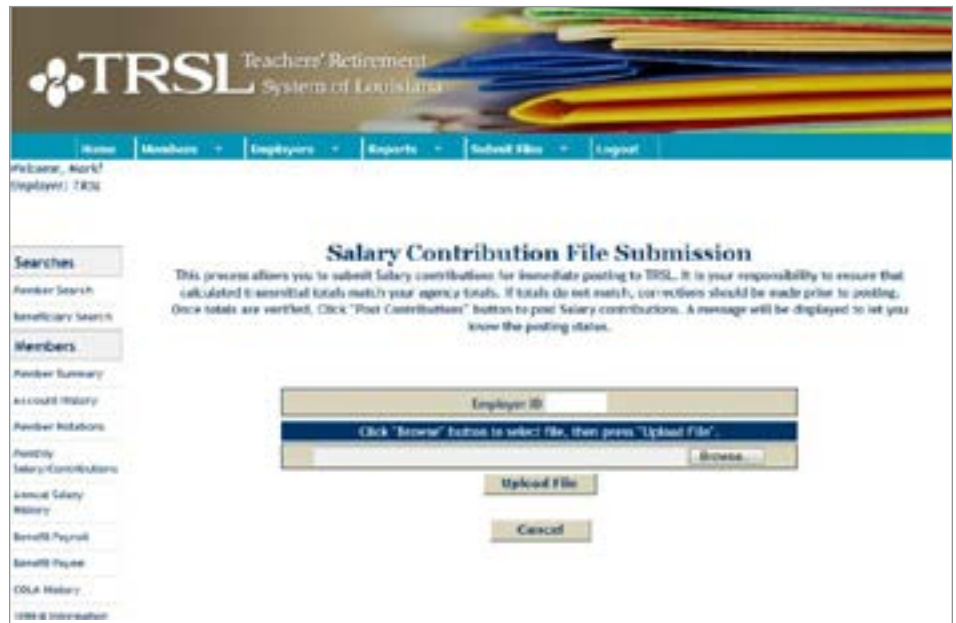 TRSL Teachers' Retirement
System of Louisiana
Home Members Employers Reports Submit Files Logout
Welcome, Mark!
Employer: TRSL
Searches
Member Search
Beneficiary Search
Members
Member Summary
Account History
Member Notations
Monthly
Salary/Contributions
Annual Salary
History
Benefit Payroll
Benefit Payee
COLA History
1099-R Information
Salary Contribution File Submission
This process allows you to submit Salary contributions for immediate posting to TRSL. It is your responsibility to ensure that
calculated transmittal totals match your agency totals. If totals do not match, corrections should be made prior to posting.
Once totals are verified, Click "Post Contributions" button to post Salary contributions. A message will be displayed to let you
know the posting status.
Employer ID
Click "Browse" button to select file, then press "Upload File".
Browse...
Upload File
Cancel